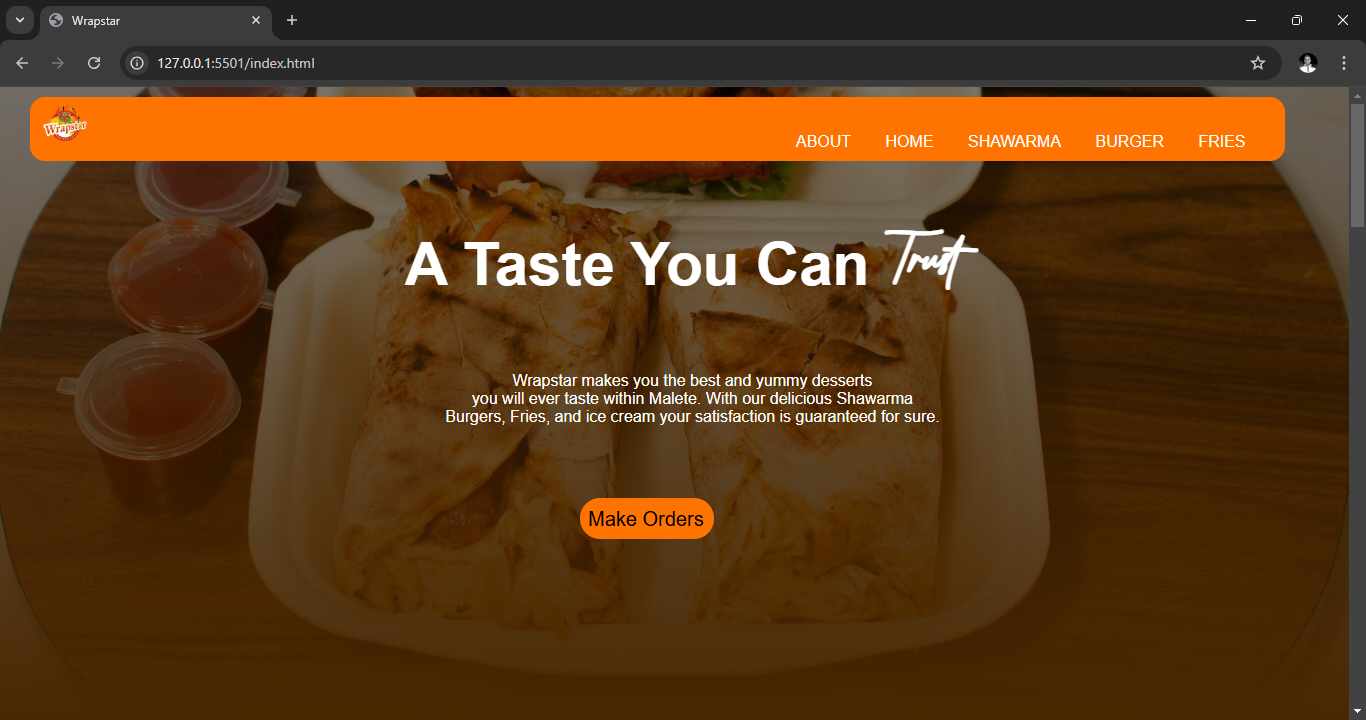 Wrapstar
127.0.0.1:5501/index.html
Wrapstar
ABOUT HOME SHAWARMA BURGER FRIES
A Taste You Can Trust
Wrapstar makes you the best and yummy desserts
you will ever taste within Malete. With our delicious Shawarma
Burgers, Fries, and ice cream your satisfaction is guaranteed for sure.
Make Orders